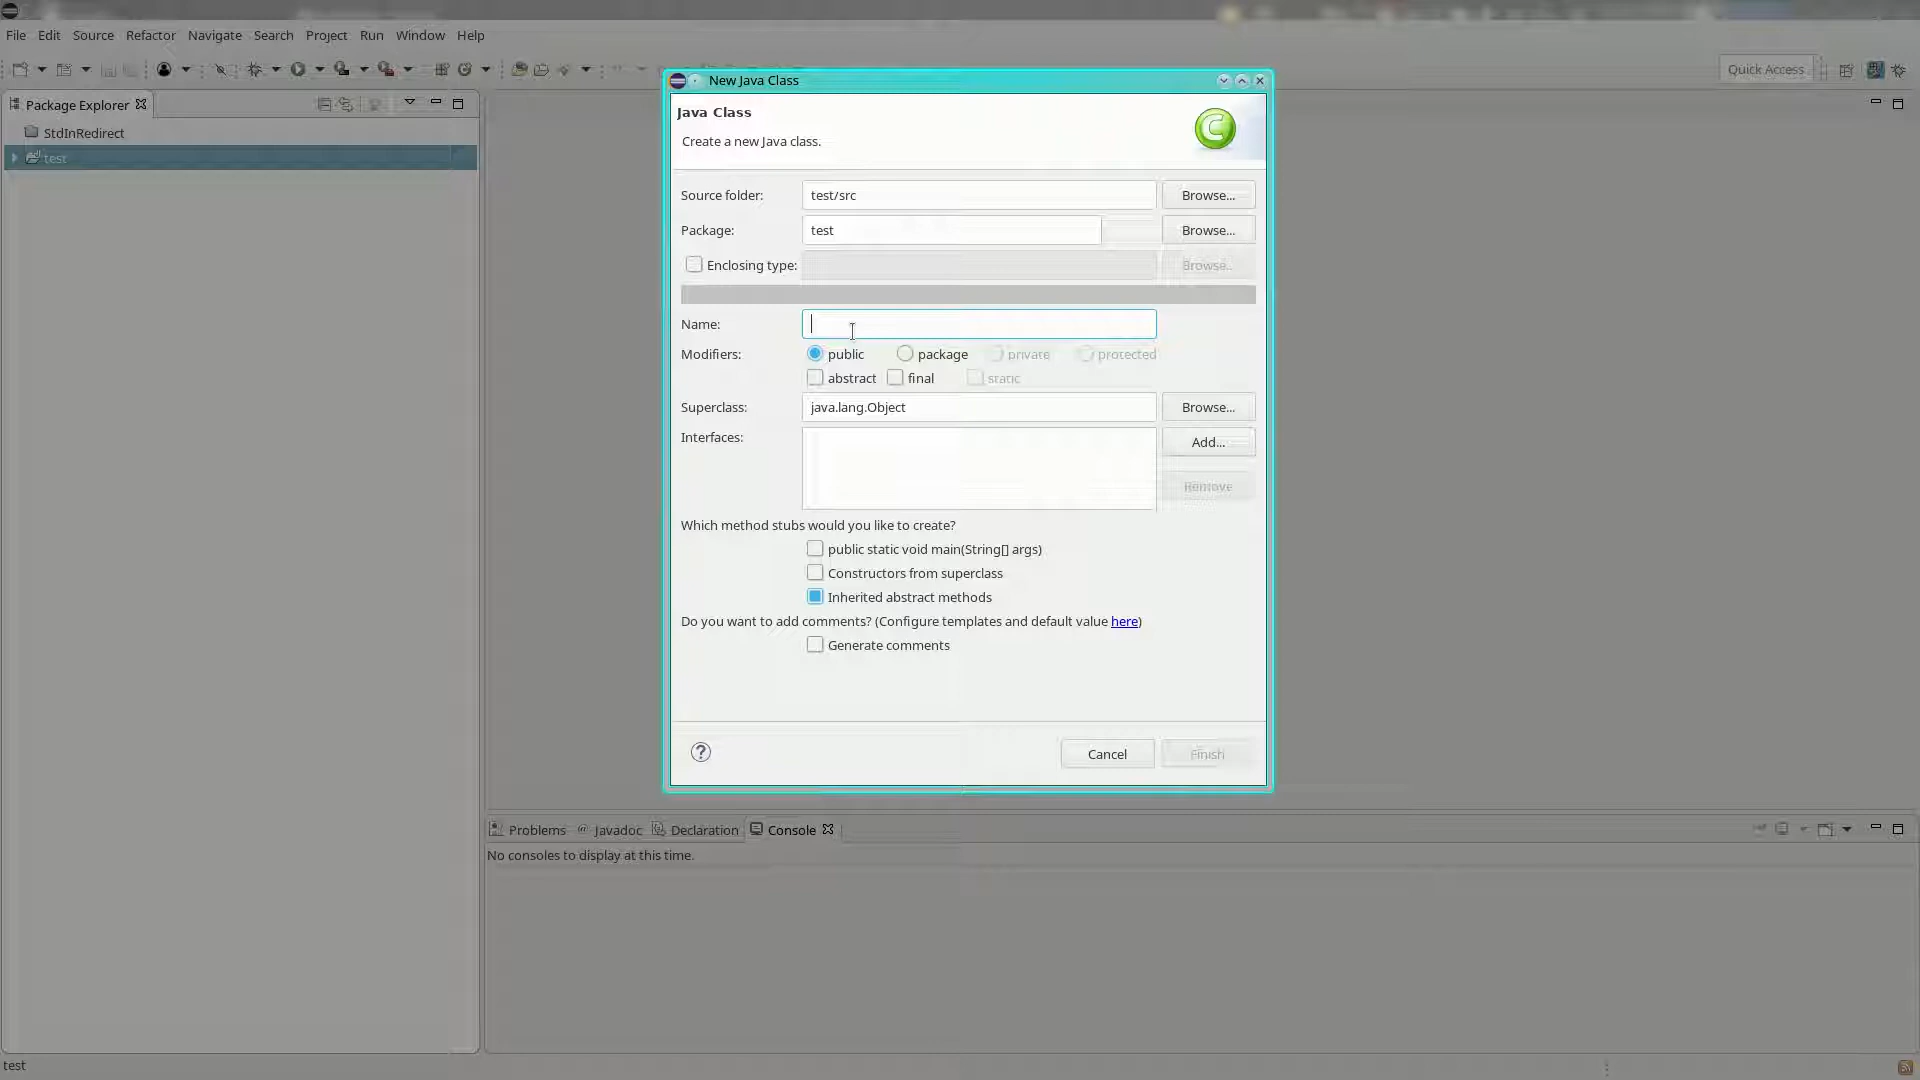 File Edit Source Refactor Navigate Search Project Run Window Help
Quick Access
Package Explorer
StdInRedirect
test
New Java Class
Java Class
Create a new Java class.
Source folder: test/src Browse...
Package: test Browse...
Enclosing type: Browse...
Name:
Modifiers: public package private protected
abstract final static
Superclass: java.lang.Object Browse...
Interfaces: Add...
Remove
Which method stubs would you like to create?
public static void main(String[] args)
Constructors from superclass
Inherited abstract methods
Do you want to add comments? (Configure templates and default value here)
Generate comments
? Cancel Finish
Problems @ Javadoc Declaration Console
No consoles to display at this time.
test